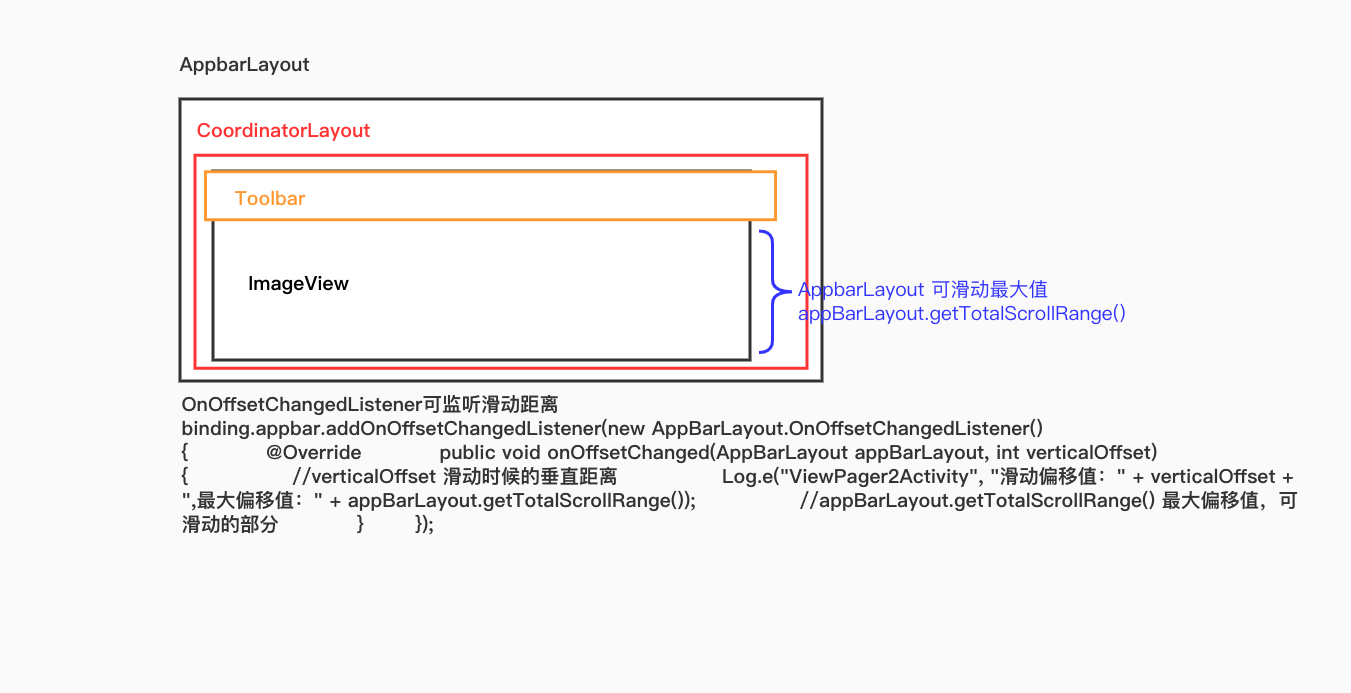 AppbarLayout
CoordinatorLayout
Toolbar
ImageView
AppbarLayout 可滑动最大值
appBarLayout.getTotalScrollRange()
OnOffsetChangedListener可监听滑动距离
binding.appbar.addOnOffsetChangedListener(new AppBarLayout.OnOffsetChangedListener()
{ @Override public void onOffsetChanged(AppBarLayout appBarLayout, int verticalOffset)
{ //verticalOffset 滑动时候的垂直距离 Log.e("ViewPager2Activity", "滑动偏移值：" + verticalOffset +
",最大偏移值：" + appBarLayout.getTotalScrollRange()); //appBarLayout.getTotalScrollRange() 最大偏移值，可
滑动的部分 } });